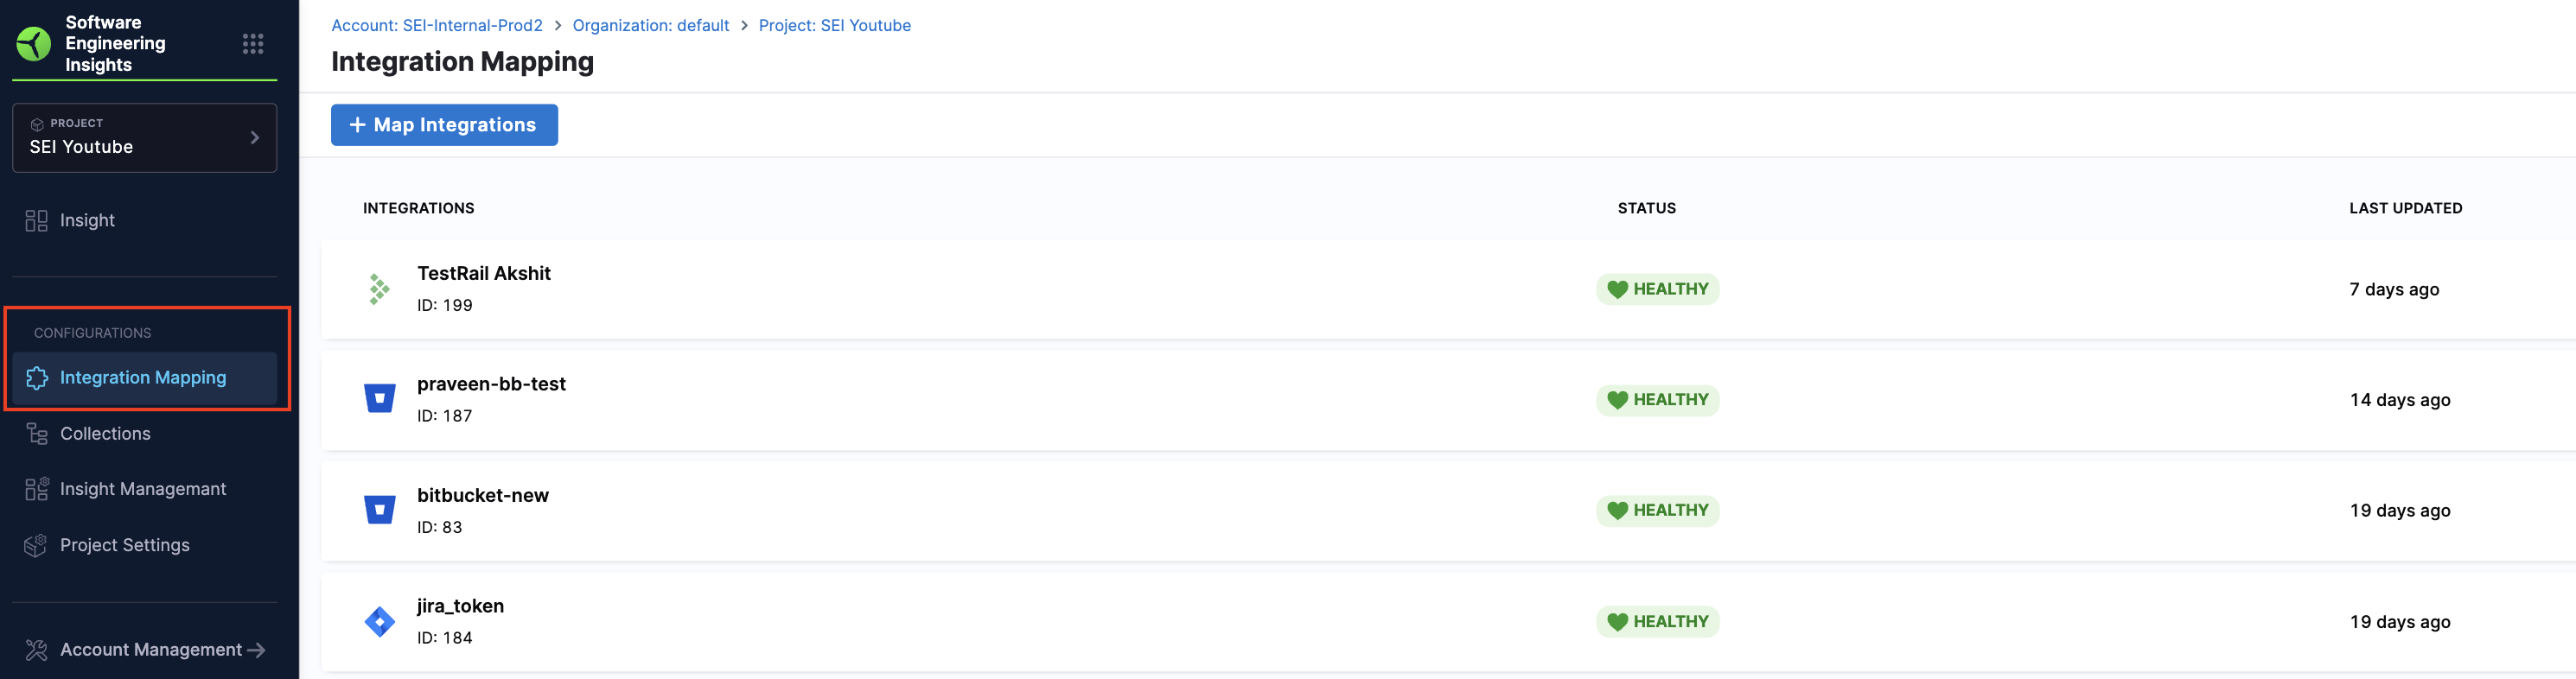 Software
Engineering
Insights
PROJECT
SEI Youtube
Insight
CONFIGURATIONS
Integration Mapping
Collections
Insight Managemant
Project Settings
Account Management
Account: SEI-Internal-Prod2 > Organization: default > Project: SEI Youtube
Integration Mapping
+ Map Integrations
INTEGRATIONS STATUS LAST UPDATED
TestRail Akshit
ID: 199
HEALTHY
7 days ago
praveen-bb-test
ID: 187
HEALTHY
14 days ago
bitbucket-new
ID: 83
HEALTHY
19 days ago
jira_token
ID: 184
HEALTHY
19 days ago